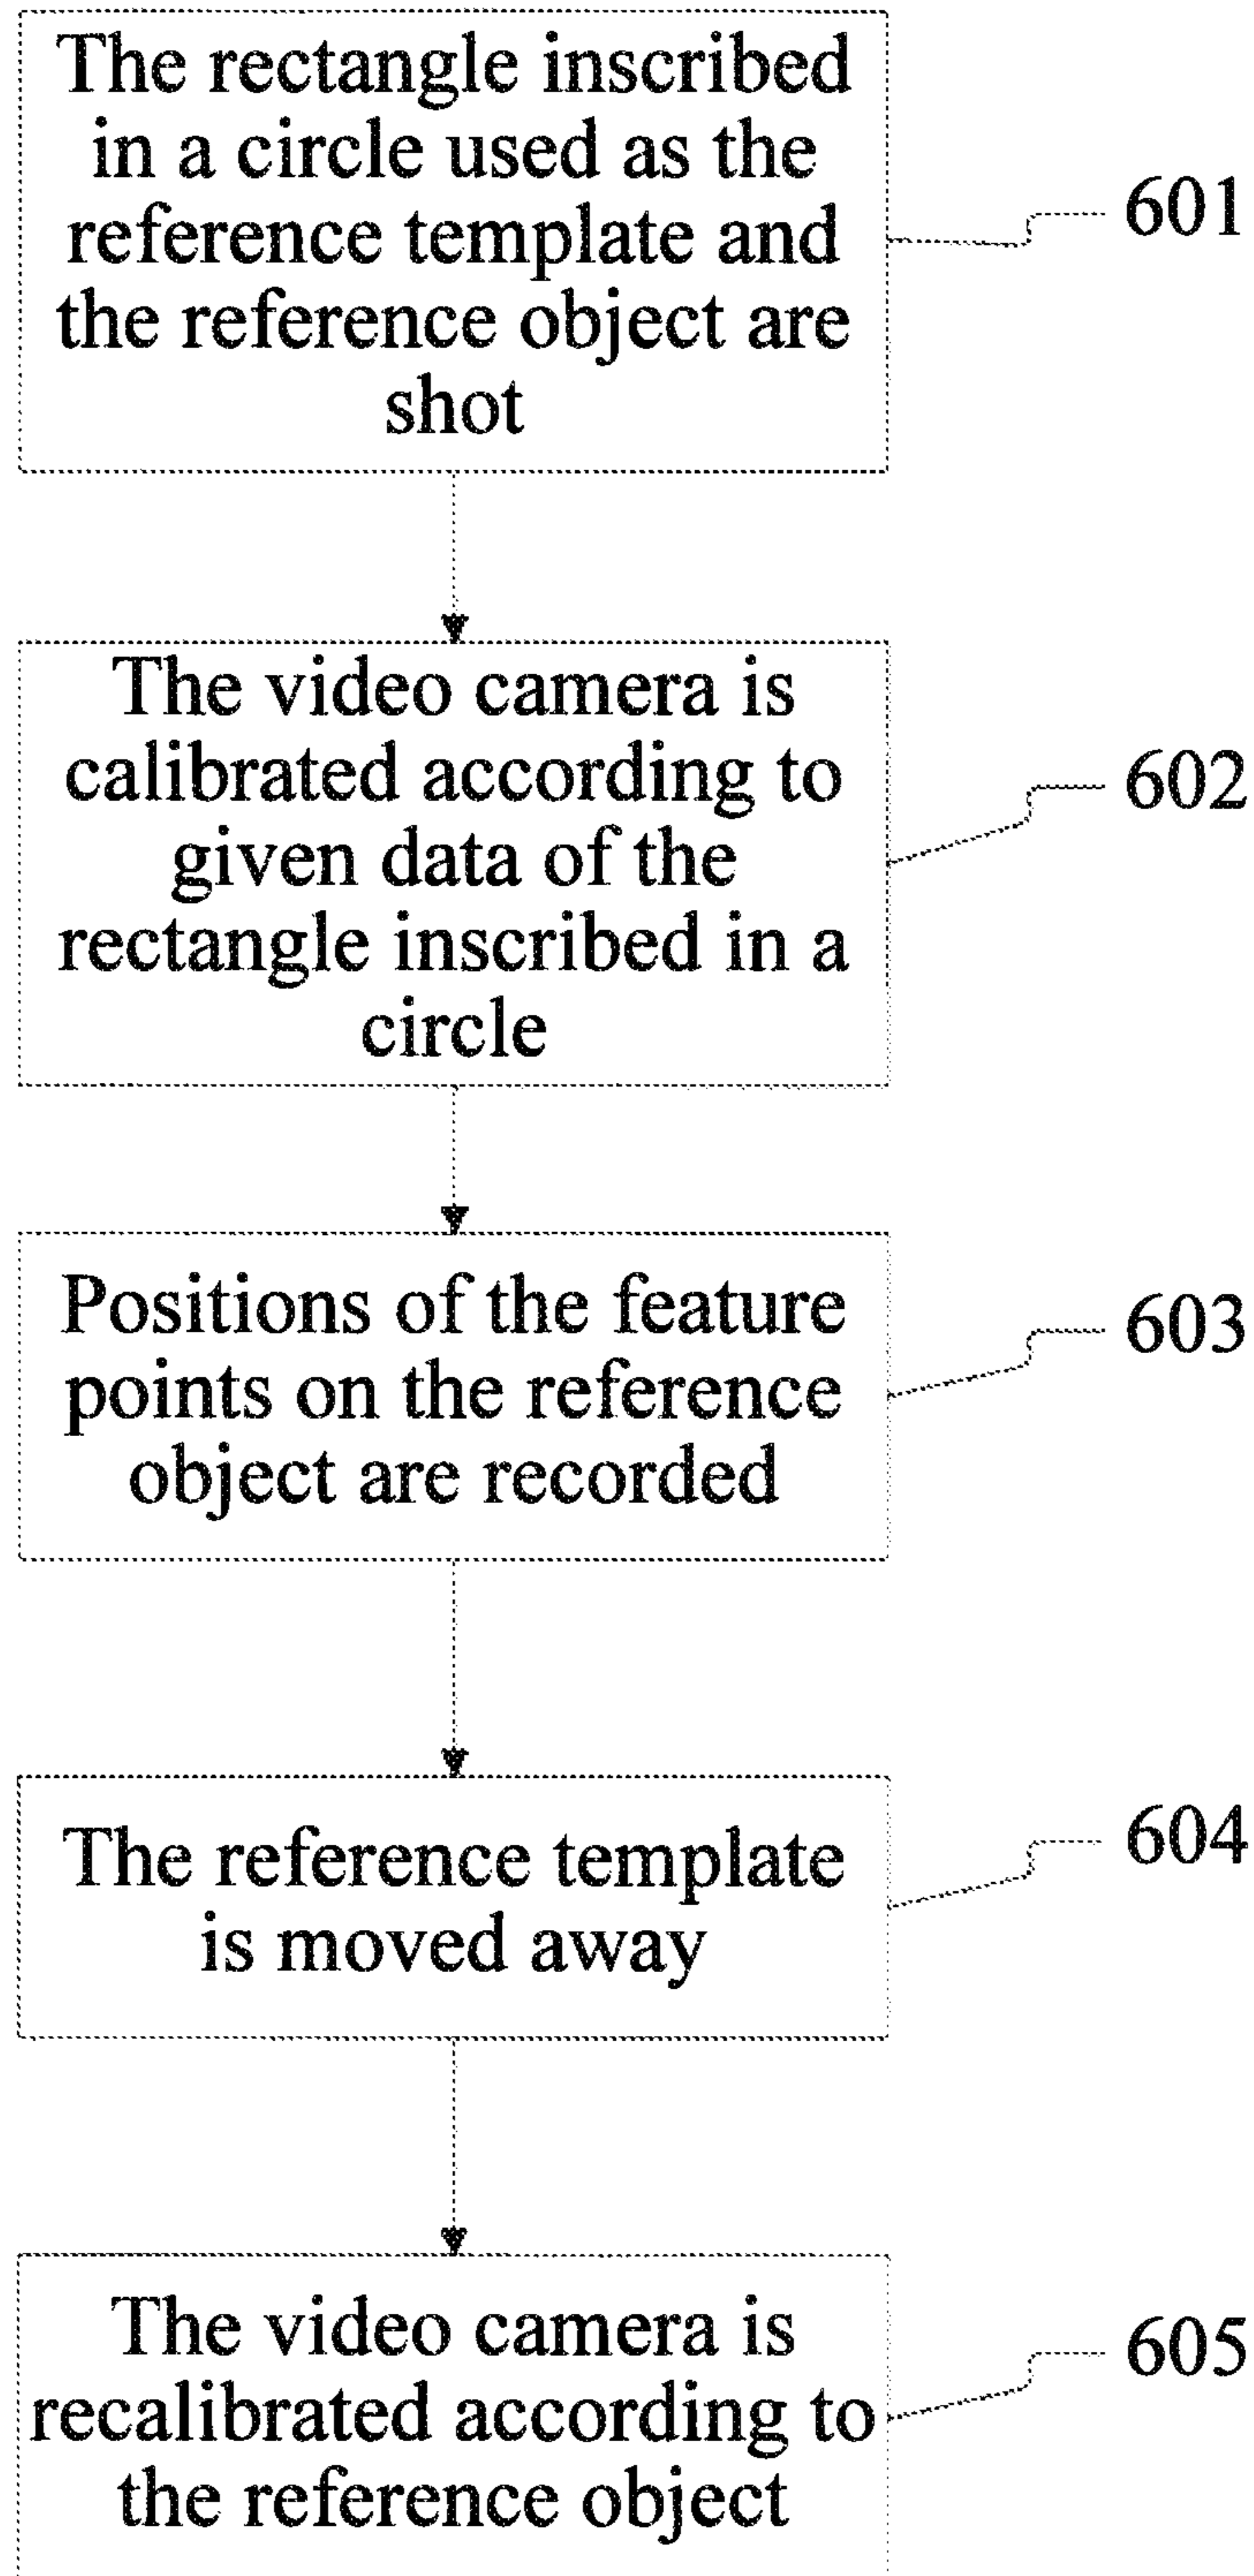 The rectangle inscribed
in a circle used as the
reference template and
the reference object are
shot
601
The video camera is
calibrated according to
given data of the
rectangle inscribed in a
circle
602
Positions of the feature
points on the reference
object are recorded
603
The reference template
is moved away
604
The video camera is
recalibrated according to
the reference object
605